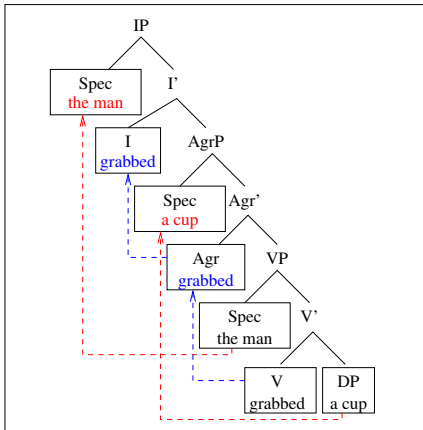 IP
Spec
the man
I'
I
grabbed
AgrP
Spec
a cup
Agr'
Agr
grabbed
VP
Spec
the man
V'
V
grabbed
DP
a cup